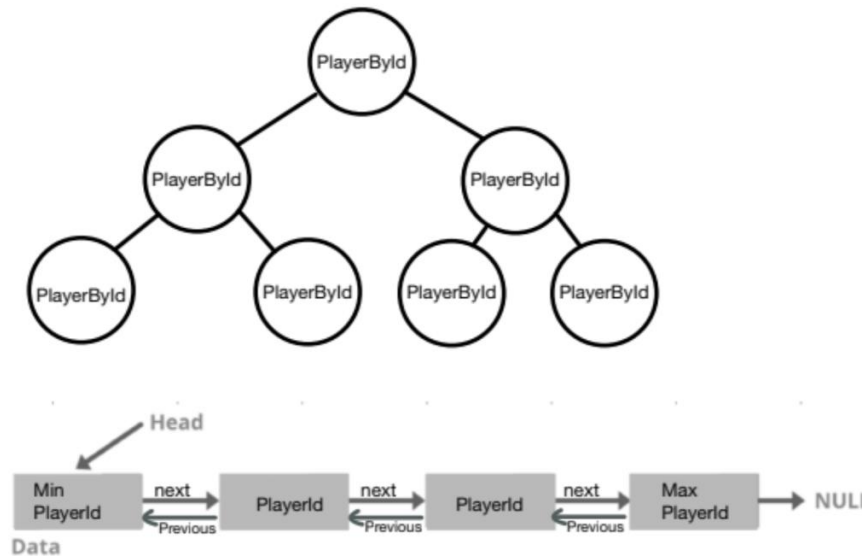 PlayerById
PlayerById
PlayerById
PlayerById
PlayerById
PlayerById
PlayerById
Head
Min
PlayerId
next
Previous
PlayerId
next
Previous
PlayerId
next
Previous
Max
PlayerId
NULL
Data